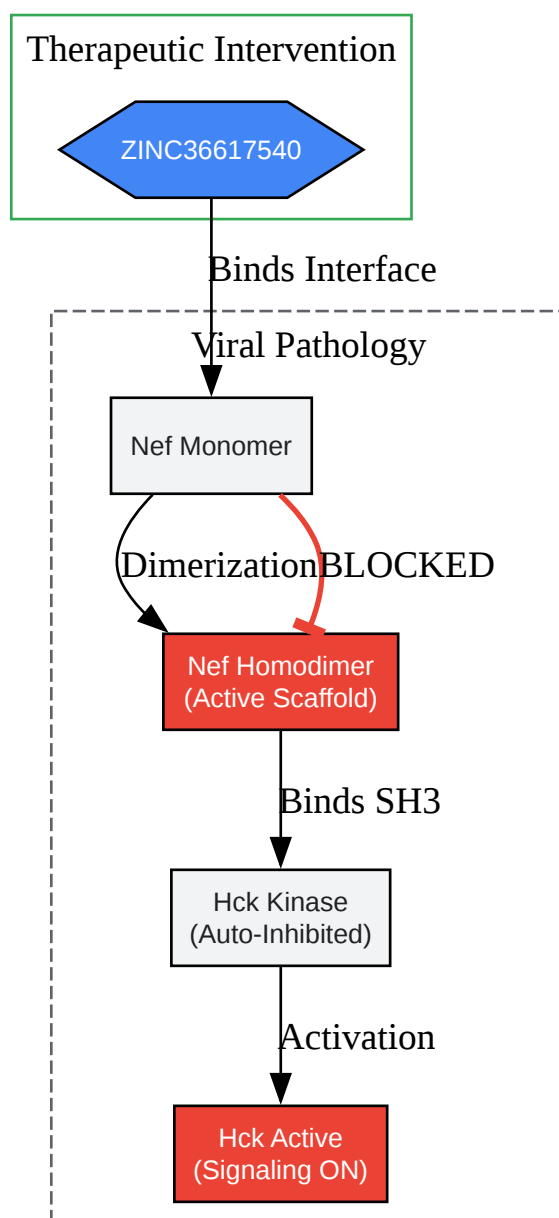 Therapeutic Intervention
ZINC36617540
Binds Interface
Viral Pathology
Nef Monomer
Dimerization
BLOCKED
Nef Homodimer
(Active Scaffold)
Binds SH3
Hck Kinase
(Auto-Inhibited)
Activation
Hck Active
(Signaling ON)